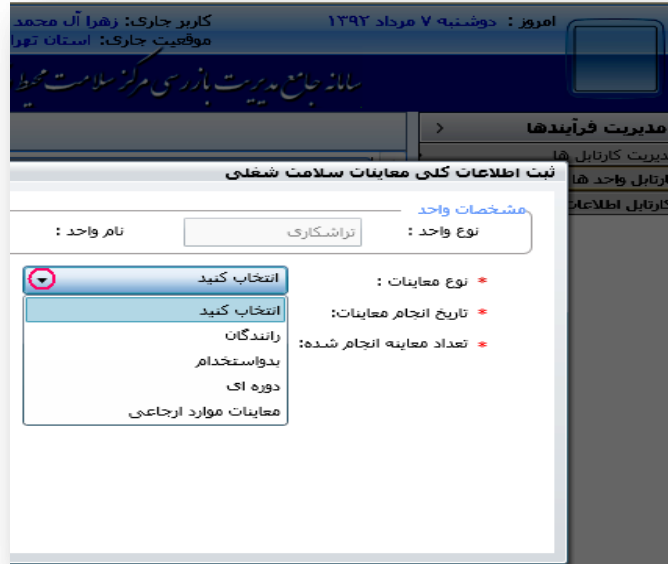 امروز : دوشنبه ۷ مرداد ۱۳۹۲
کاربر جاری: زهرا آل محمد
موقعیت جاری: استان تهرا
سامانه جامع مدیریت بازرسی مرکز سلامت محیط
مدیریت فرآیندها
دیریت کارتابل ها
ارتابل واحد ها
کارتابل اطلاعات
ثبت اطلاعات کلی معاینات سلامت شغلی
مشخصات واحد
نوع واحد : تراشکاری نام واحد :
* نوع معاینات : انتخاب کنید
* تاریخ انجام معاینات:
* تعداد معاینه انجام شده:
انتخاب کنید
رانندگان
بدواستخدام
دوره ای
معاینات موارد ارجاعی